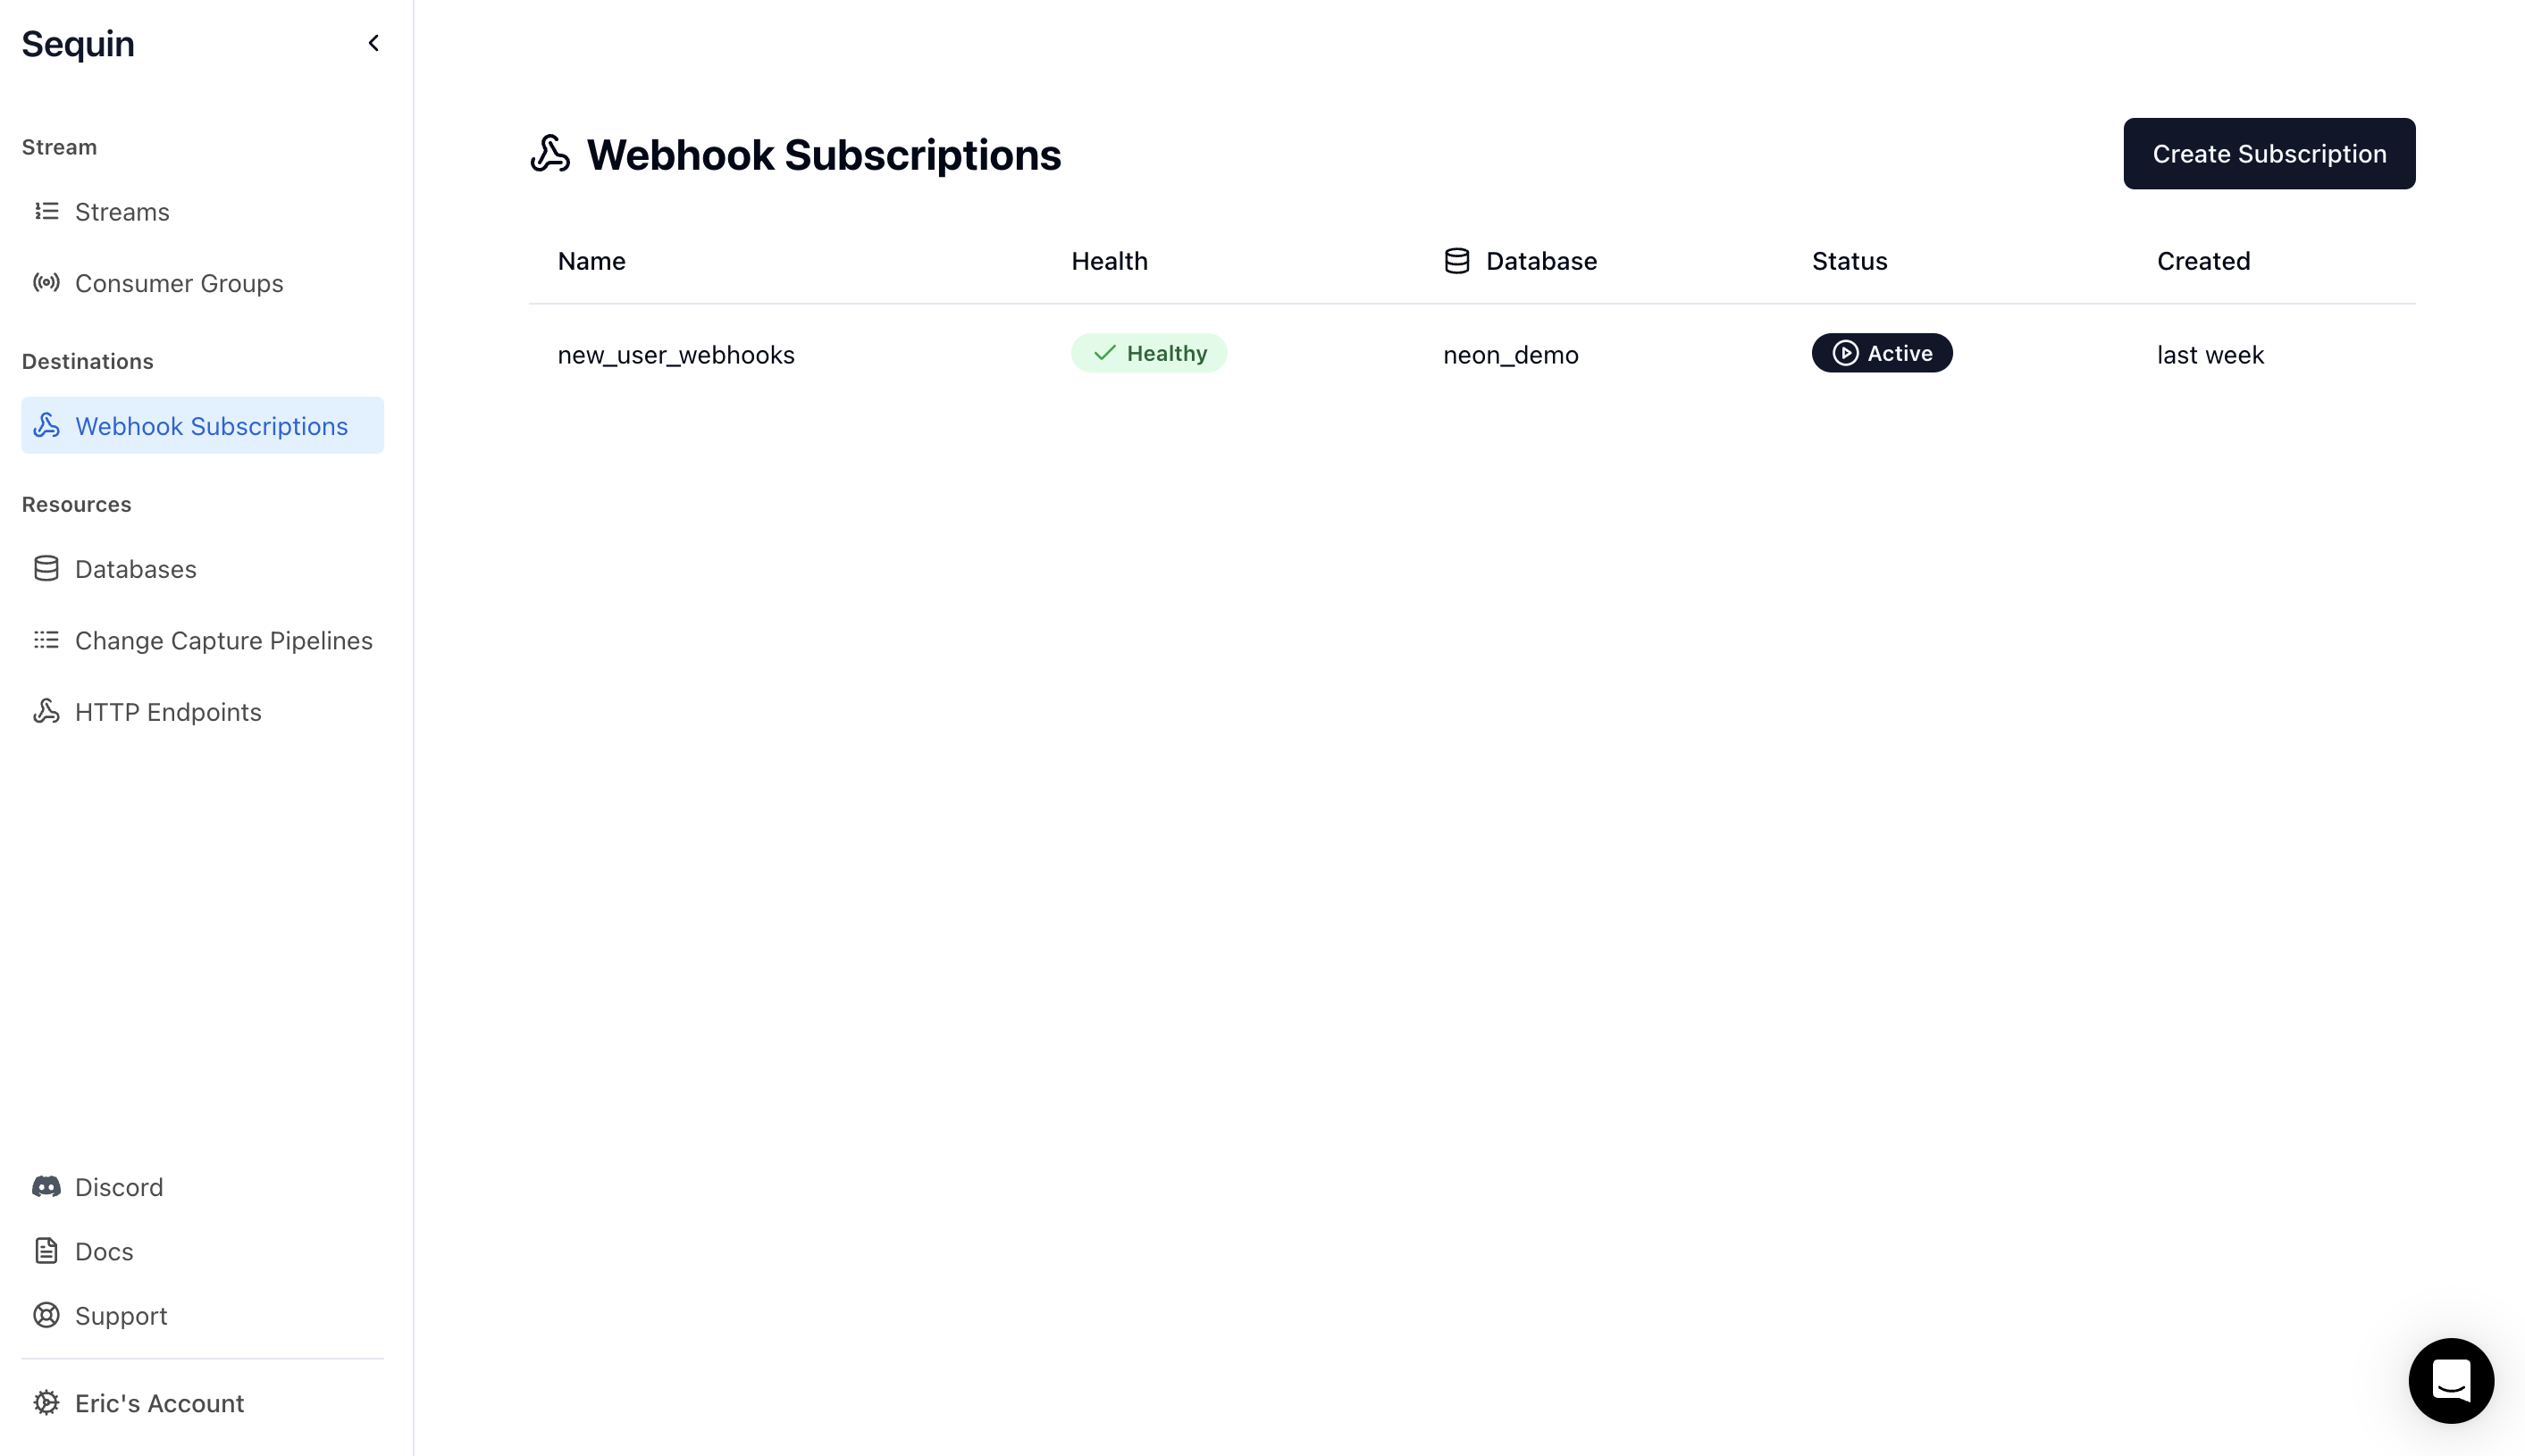 Sequin
Stream
Streams
Consumer Groups
Destinations
Webhook Subscriptions
Resources
Databases
Change Capture Pipelines
HTTP Endpoints
Discord
Docs
Support
Eric's Account
Webhook Subscriptions
Create Subscription
Name Health Database Status Created
new_user_webhooks Healthy neon_demo Active last week